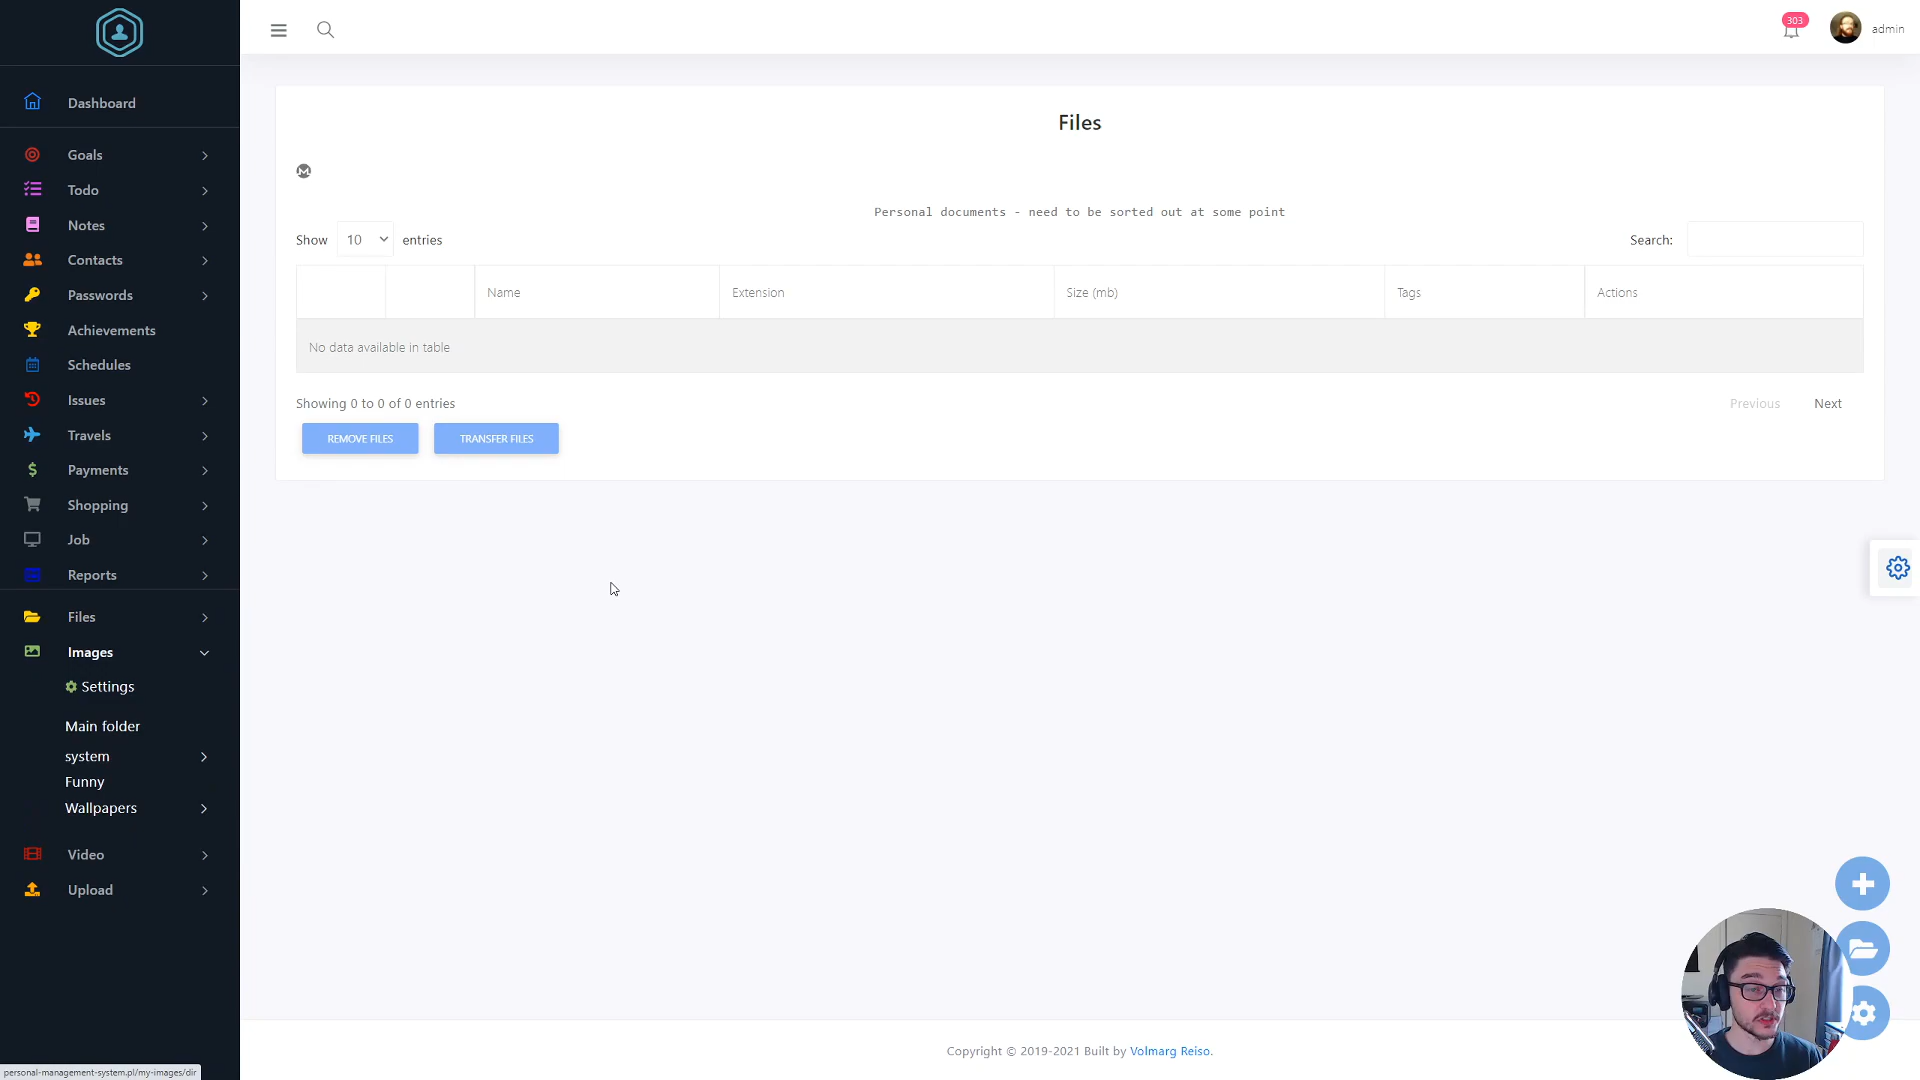 303
admin
Dashboard
Goals
Todo
Notes
Contacts
Passwords
Achievements
Schedules
Issues
Travels
Payments
Shopping
Job
Reports
Files
Images
Settings
Main folder
system
Funny
Wallpapers
Video
Upload
personal-management-system.pl/my-images/dir
Files
Personal documents - need to be sorted out at some point
Show 10 entries
Search:
Name Extension Size (mb) Tags Actions
No data available in table
Showing 0 to 0 of 0 entries
Previous Next
REMOVE FILES TRANSFER FILES
Copyright © 2019-2021 Built by Volmarg Reiso.